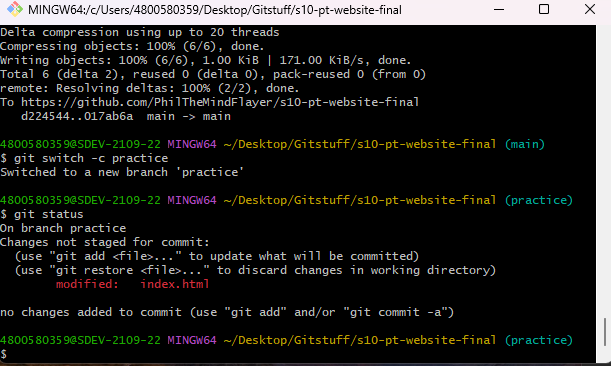 MINGW64:/c/Users/4800580359/Desktop/Gitstuff/s10-pt-website-final
Delta compression using up to 20 threads
Compressing objects: 100% (6/6), done.
Writing objects: 100% (6/6), 1.00 KiB | 171.00 KiB/s, done.
Total 6 (delta 2), reused 0 (delta 0), pack-reused 0 (from 0)
remote: Resolving deltas: 100% (2/2), done.
To https://github.com/PhilTheMindFlayer/s10-pt-website-final
   d224544..017ab6a  main -> main

4800580359@SDEV-2109-22 MINGW64 ~/Desktop/Gitstuff/s10-pt-website-final (main)
$ git switch -c practice
Switched to a new branch 'practice'

4800580359@SDEV-2109-22 MINGW64 ~/Desktop/Gitstuff/s10-pt-website-final (practice)
$ git status
On branch practice
Changes not staged for commit:
  (use "git add <file>..." to update what will be committed)
  (use "git restore <file>..." to discard changes in working directory)
        modified:   index.html

no changes added to commit (use "git add" and/or "git commit -a")

4800580359@SDEV-2109-22 MINGW64 ~/Desktop/Gitstuff/s10-pt-website-final (practice)
$